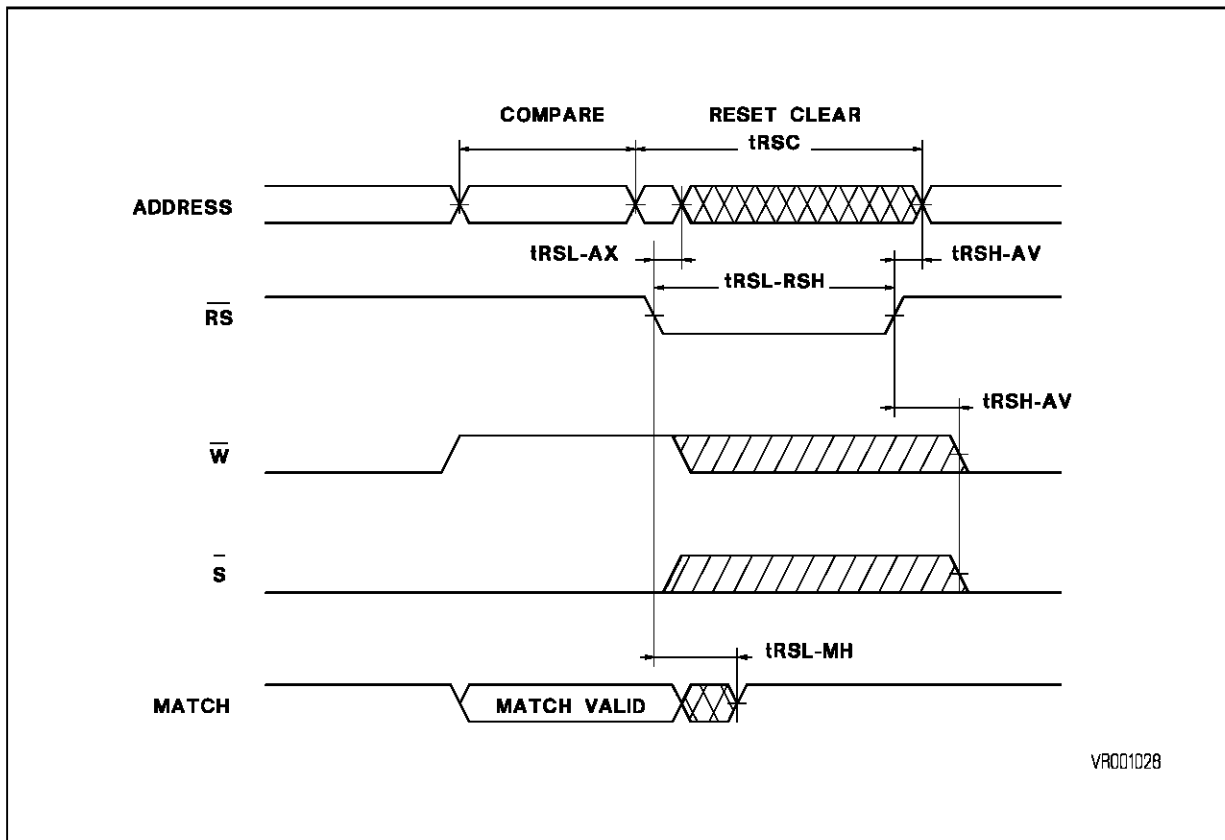 COMPARE RESET CLEAR
tRSC
ADDRESS
tRSL-AX tRSH-AV
tRSL-RSH
R̅S̅
tRSH-AV
W̅
S̅
tRSL-MH
MATCH MATCH VALID
VR001028